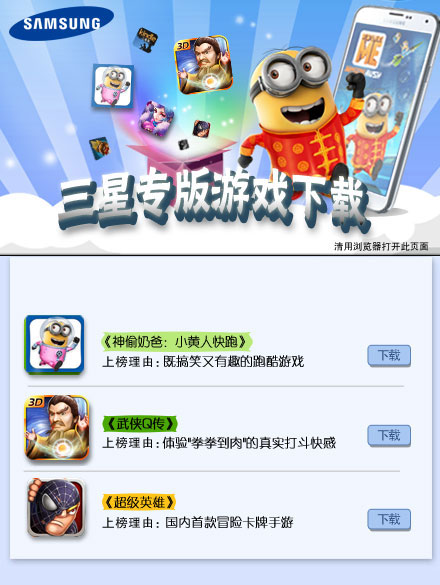 SAMSUNG
3D
三星专版游戏下载
清用浏览器打开此页面
《神偷奶爸：小黄人快跑》
上榜理由：既搞笑又有趣的跑酷游戏
下载
3D
《武侠Q传》
上榜理由：体验"拳拳到肉"的真实打斗快感
下载
《超级英雄》
上榜理由：国内首款冒险卡牌手游
下载